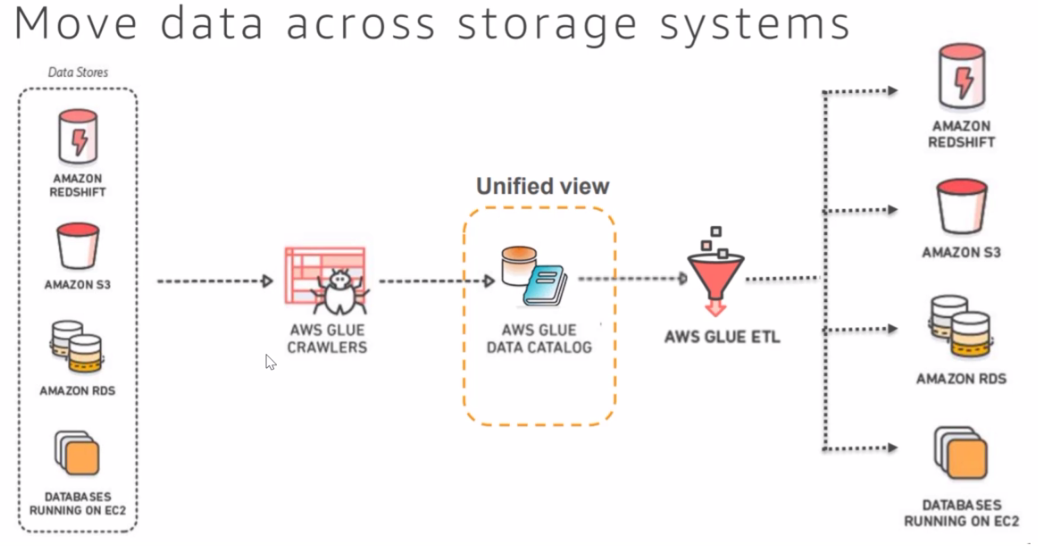 Move data across storage systems
Data Stores
AMAZON
REDSHIFT
AMAZON S3
AMAZON RDS
DATABASES
RUNNING ON EC2
AWS GLUE
CRAWLERS
Unified view
AWS GLUE
DATA CATALOG
AWS GLUE ETL
AMAZON
REDSHIFT
AMAZON S3
AMAZON RDS
DATABASES
RUNNING ON EC2